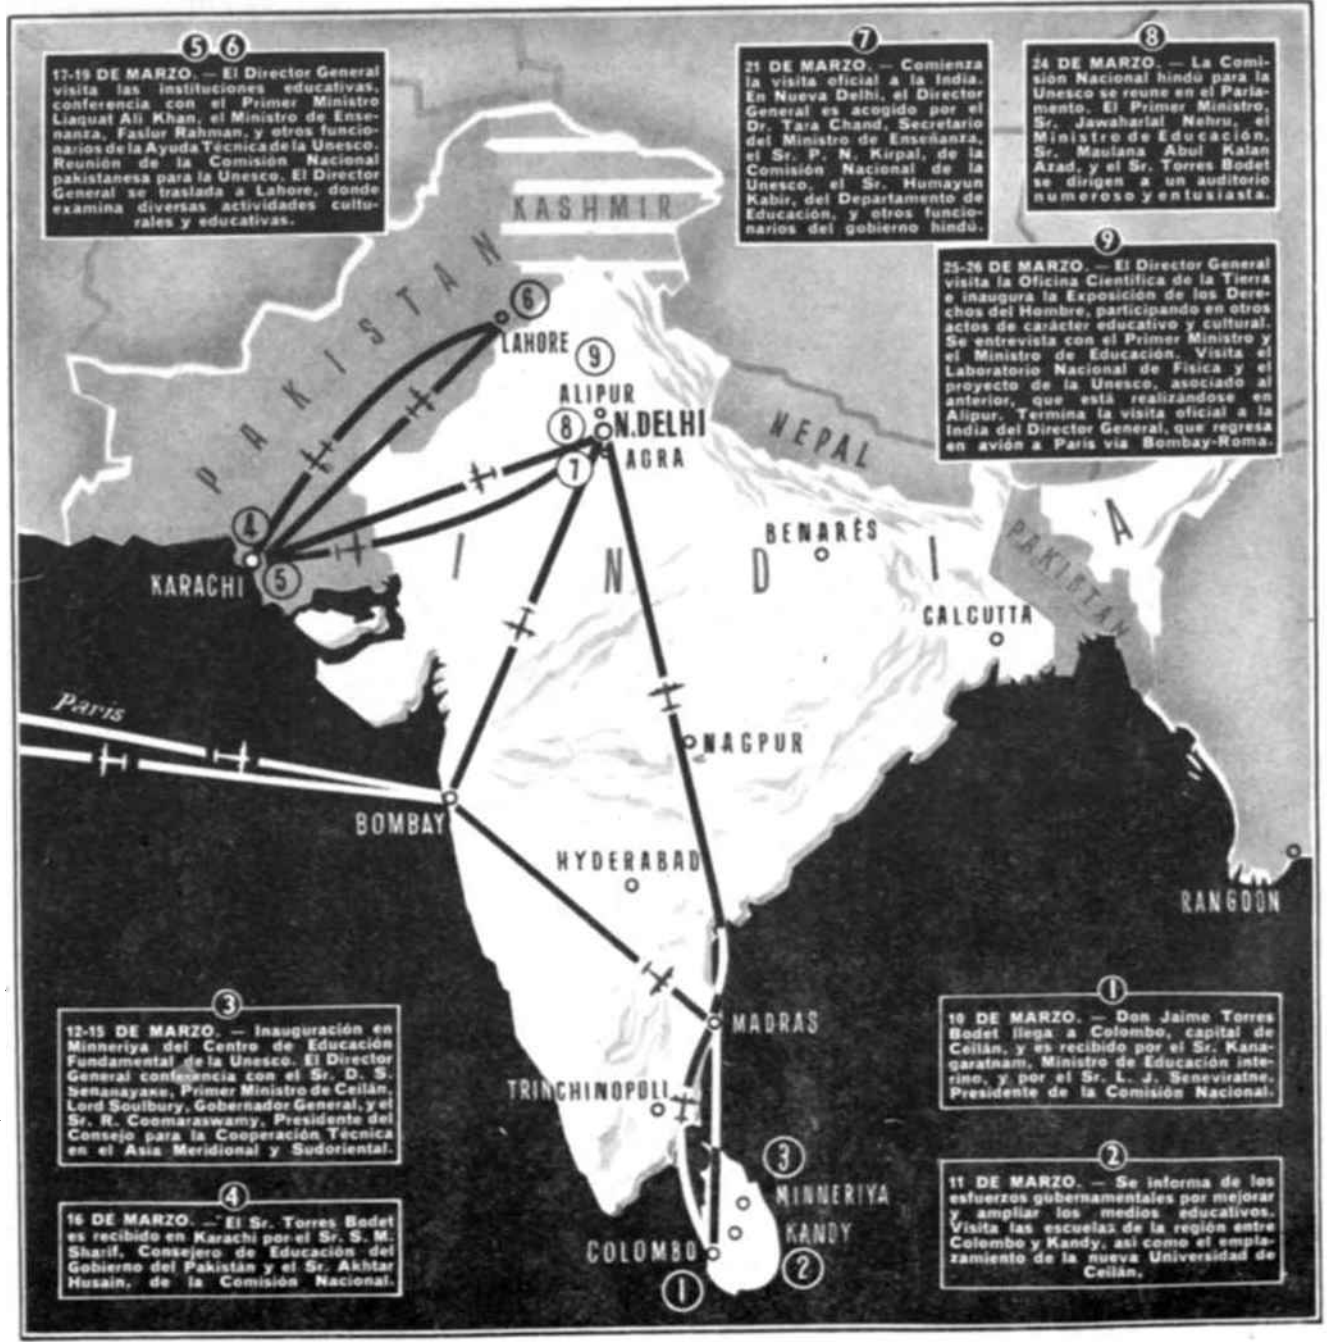 5 6
17-19 DE MARZO. — El Director General
visita las instituciones educativas,
conferencia con el Primer Ministro
Liaquat Ali Khan, el Ministro de Ense-
nanza, Faslur Rahman, y otros funcio-
narios de la Ayuda Técnica de la Unesco.
Reunión de la Comisión Nacional
pakistanesa para la Unesco. El Director
General se traslada a Lahore, donde
examina diversas actividades cultu-
rales y educativas.
7
21 DE MARZO. — Comienza
la visita oficial a la India.
En Nueva Delhi, el Director
General es acogido por el
Dr. Tara Chand, Secretario
del Ministro de Enseñanza,
el Sr. P. N. Kirpal, de la
Comisión Nacional de la
Unesco, el Sr. Humayun
Kabir, del Departamento de
Educación, y otros funcio-
narios del gobierno hindú.
8
24 DE MARZO. — La Comi-
sión Nacional hindú para la
Unesco se reune en el Parla-
mento. El Primer Ministro,
Sr. Jawaharlal Nehru, el
Ministro de Educación,
Sr. Maulana Abul Kalan
Azad, y el Sr. Torres Bodet
se dirigen a un auditorio
numeroso y entusiasta.
9
25-26 DE MARZO. — El Director General
visita la Oficina Científica de la Tierra
e inaugura la Exposición de los Dere-
chos del Hombre, participando en otros
actos de carácter educativo y cultural.
Se entrevista con el Primer Ministro y
el Ministro de Educación. Visita el
Laboratorio Nacional de Física y el
proyecto de la Unesco, asociado al
anterior, que está realizándose en
Alipur. Termina la visita oficial a la
India del Director General, que regresa
en avión a Paris via Bombay-Roma.
KASHMIR
PAKISTAN
6
LAHORE
9
ALIPUR
8
N. DELHI
7
AGRA
NEPAL
4
KARACHI
5
INDIA
BENARÉS
PAKISTAN
CALCUTTA
Paris
NAGPUR
BOMBAY
HYDERABAD
RANGOON
MADRAS
TRINCHINOPOLI
3
MINNERIYA
KANDY
COLOMBO
2
1
3
12-15 DE MARZO. — Inauguración en
Minneriya del Centro de Educación
Fundamental de la Unesco. El Director
General conferencia con el Sr. D. S.
Senanayake, Primer Ministro de Ceilán,
Lord Soulbury, Gobernador General, y el
Sr. R. Coomaraswamy, Presidente del
Consejo para la Cooperación Técnica
en el Asia Meridional y Sudoriental.
4
16 DE MARZO. — El Sr. Torres Bodet
es recibido en Karachi por el Sr. S. M.
Sharif, Consejero de Educación del
Gobierno del Pakistán y el Sr. Akhtar
Husain, de la Comisión Nacional.
1
10 DE MARZO. — Don Jaime Torres
Bodet llega a Colombo, capital de
Ceilán, y es recibido por el Sr. Kana-
garatnam, Ministro de Educación inte-
rino, y por el Sr. L. J. Seneviratne,
Presidente de la Comisión Nacional.
2
11 DE MARZO. — Se informa de los
esfuerzos gubernamentales por mejorar
y ampliar los medios educativos.
Visita las escuelas de la región entre
Colombo y Kandy, así como el empla-
zamiento de la nueva Universidad de
Ceilán.